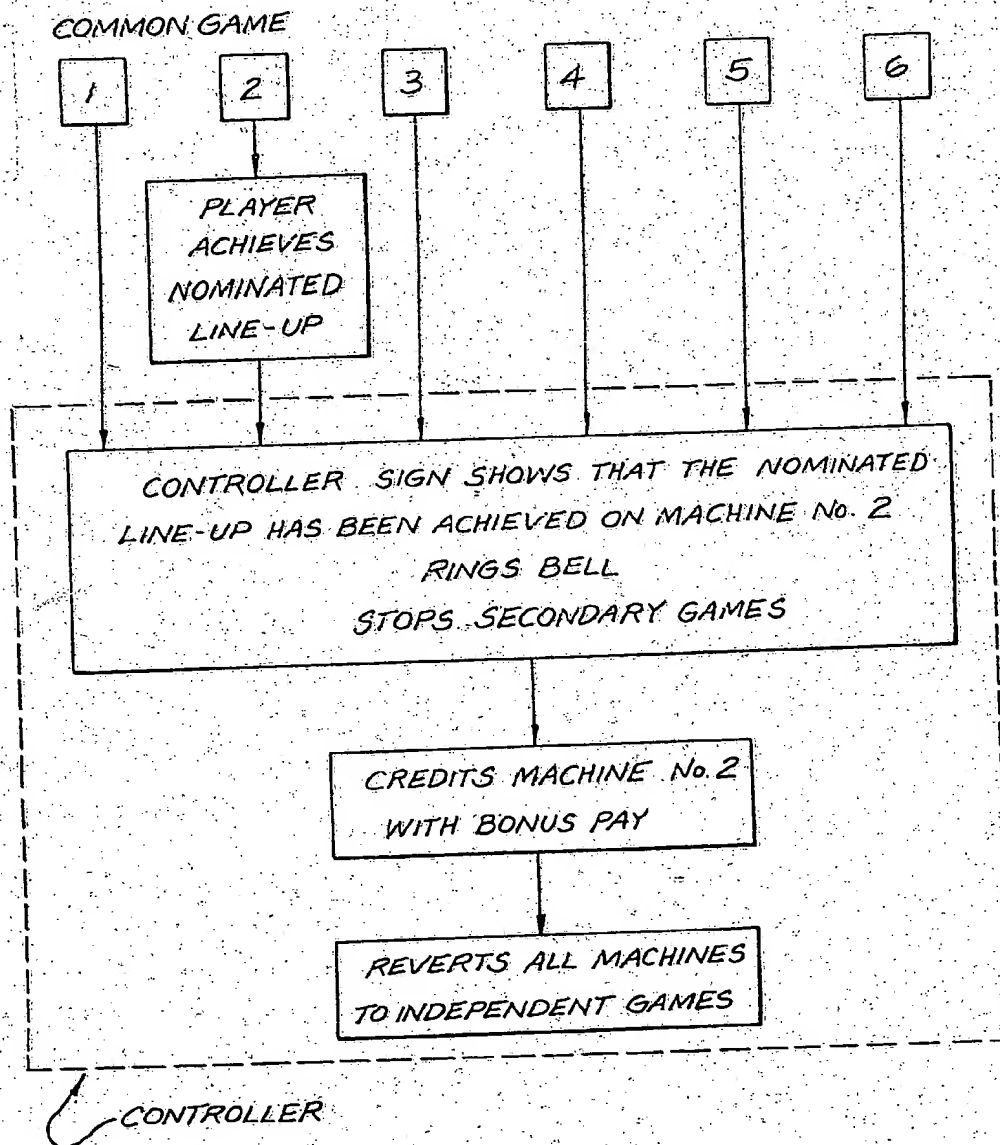 COMMON GAME
1 2 3 4 5 6
PLAYER
ACHIEVES
NOMINATED
LINE-UP
CONTROLLER SIGN SHOWS THAT THE NOMINATED
LINE-UP HAS BEEN ACHIEVED ON MACHINE No. 2
RINGS BELL
STOPS SECONDARY GAMES
CREDITS MACHINE No. 2
WITH BONUS PAY
REVERTS ALL MACHINES
TO INDEPENDENT GAMES
CONTROLLER